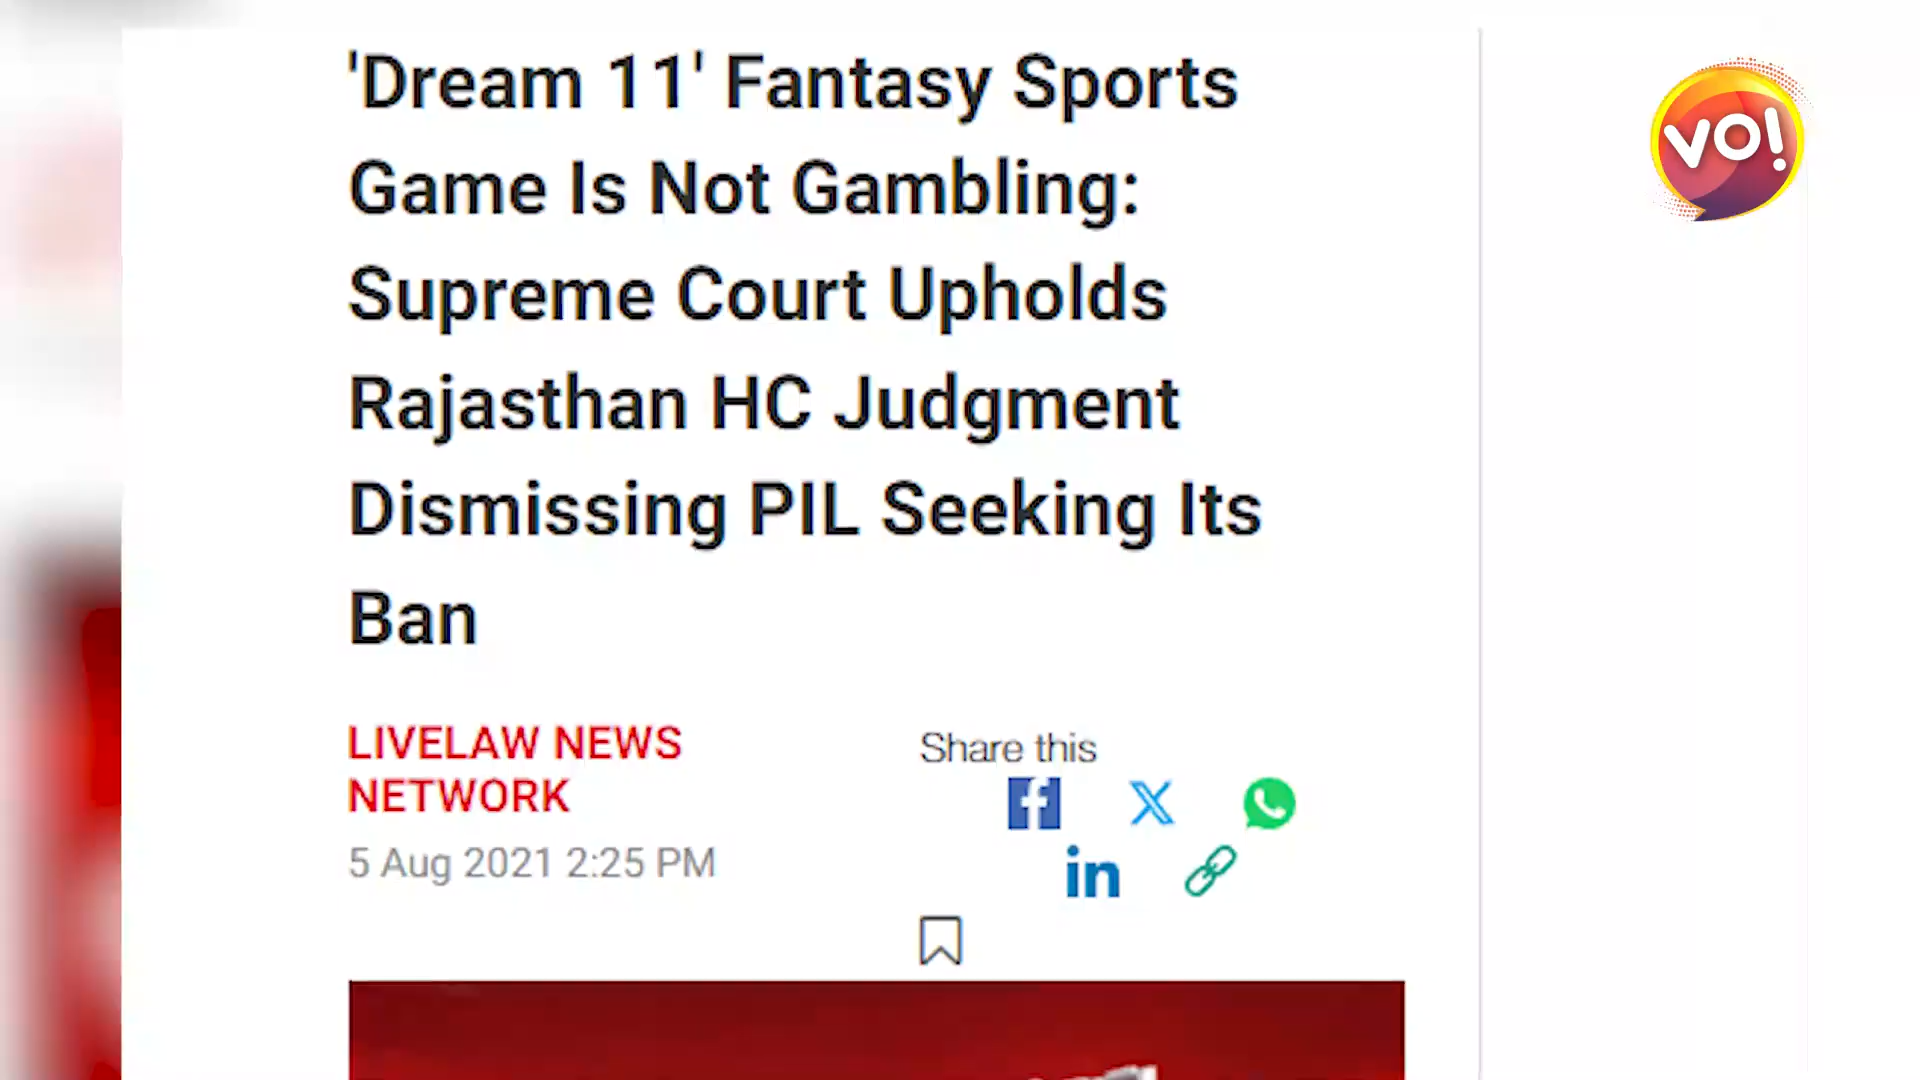 'Dream 11' Fantasy Sports
Game Is Not Gambling:
Supreme Court Upholds
Rajasthan HC Judgment
Dismissing PIL Seeking Its
Ban
LIVELAW NEWS
NETWORK
5 Aug 2021 2:25 PM
Share this
vo!